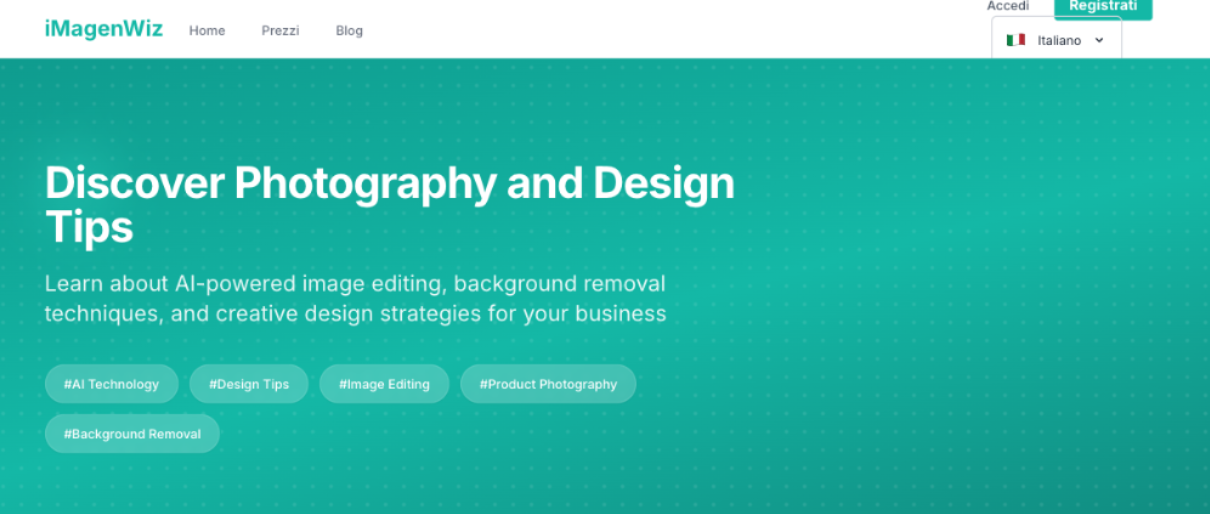 iMagenWiz
Home
Prezzi
Blog
Accedi
Registrati
Italiano
Discover Photography and Design
Tips
Learn about AI-powered image editing, background removal
techniques, and creative design strategies for your business
#AI Technology
#Design Tips
#Image Editing
#Product Photography
#Background Removal